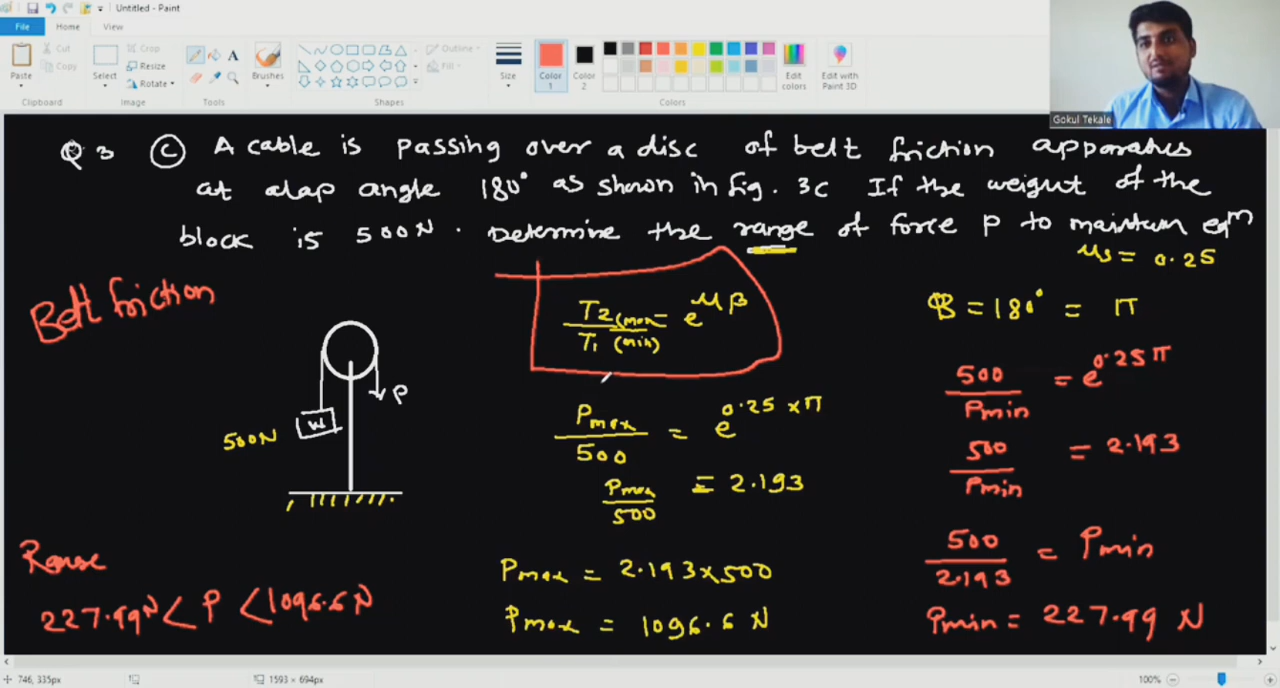 Untitled - Paint
File
Home
View
Paste
Cut
Copy
Clipboard
Select
Crop
Resize
Rotate
Image
Tools
Brushes
Shapes
Outline
Fill
Size
Color 1
Color 2
Edit colors
Edit with Paint 3D
Colors
Gokul Tekale
Q 3 (C) A cable is passing over a disc of belt friction apparatus
at a lap angle 180° as shown in fig. 3C If the weight of the
block is 500N. Determine the range of force P to maintain eqm
μs = 0.25
Belt friction
T2 (max / T1 (min) = e^μβ
β = 180° = π
P
W
500N
Pmax / 500 = e^0.25 × π
Pmax / 500 = 2.193
Pmax = 2.193 × 500
Pmax = 1096.6 N
500 / Pmin = e^0.25π
500 / Pmin = 2.193
500 / 2.193 = Pmin
Pmin = 227.99 N
Range
227.99N < P < 1096.6 N
746, 335px
1593 × 694px
100%